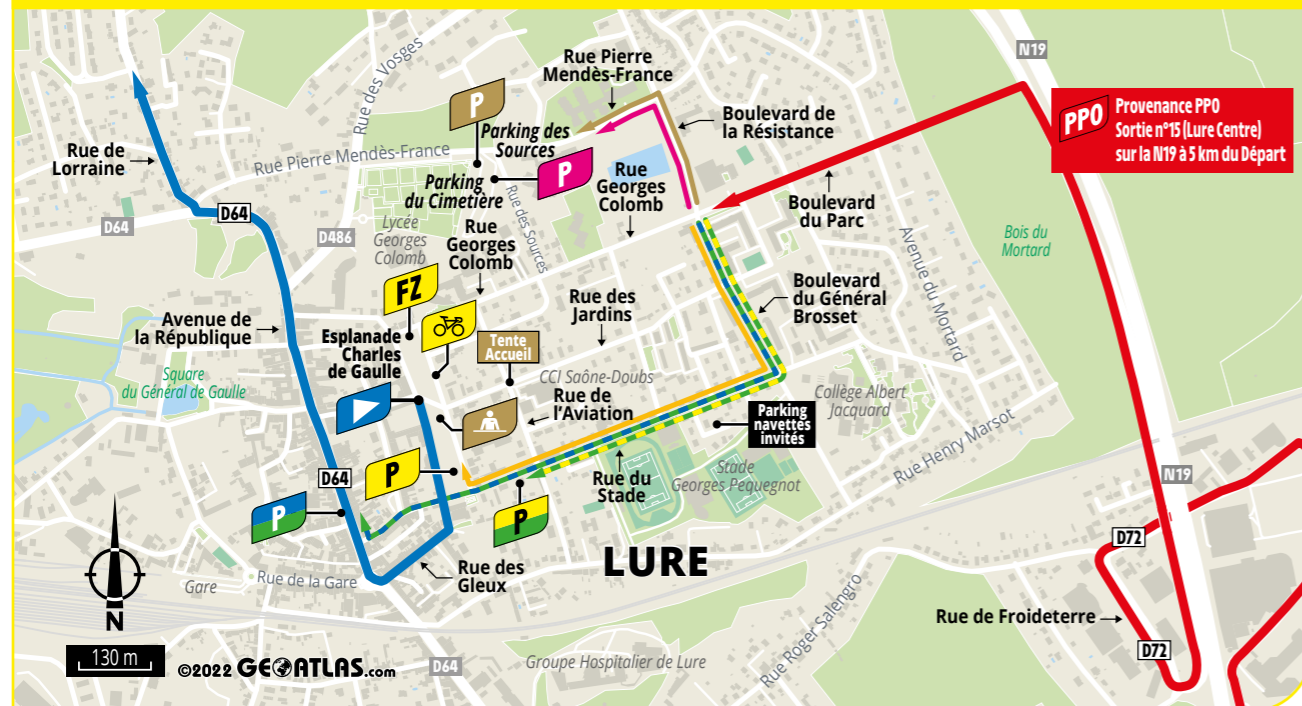 N19
PPO
Provenance PPO
Sortie n°15 (Lure Centre)
sur la N19 à 5 km du Départ
Rue des Vosges
Rue Pierre
Mendès-France
P
Parking des
Sources
Boulevard de
la Résistance
Rue de
Lorraine
Rue Pierre Mendès-France
P
Parking
du Cimetière
Rue
Georges
Colomb
Boulevard
du Parc
D64
D64
D486
Lycée
Georges
Colomb
Rue
Georges
Colomb
Rue des Sources
Avenue du Mortard
Bois du
Mortard
FZ
Boulevard
du Général
Brosset
Rue des
Jardins
Avenue de
la République
Esplanade
Charles
de Gaulle
Tente
Accueil
CCI Saône-Doubs
Square
du Général de Gaulle
Rue de
l'Aviation
Collège Albert
Jacquard
Parking
navettes
invités
Rue Henry Marsot
P
D64
Rue du
Stade
Stade
Georges Pequegnot
N19
P
P
D72
LURE
Rue des
Gleux
Rue de la Gare
Gare
N
Rue Roger Salengro
Rue de Froideterre
D72
130 m
©2022 GEOATLAS.com
D64
Groupe Hospitalier de Lure